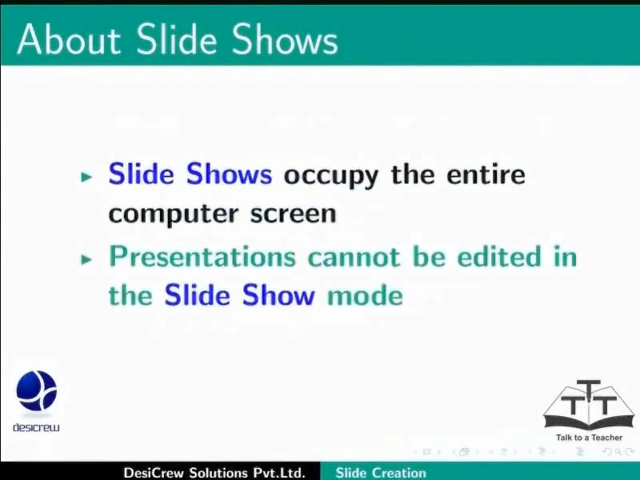 About Slide Shows
Slide Shows occupy the entire
computer screen
Presentations cannot be edited in
the Slide Show mode
desicrew
TTT
Talk to a Teacher
DesiCrew Solutions Pvt.Ltd. Slide Creation